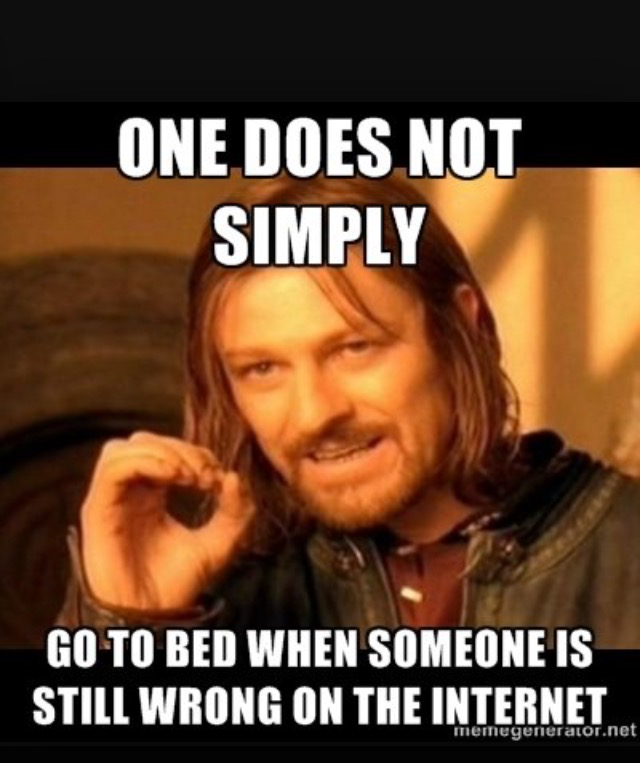 ONE DOES NOT
SIMPLY
GO TO BED WHEN SOMEONE IS
STILL WRONG ON THE INTERNET
memegenerator.net